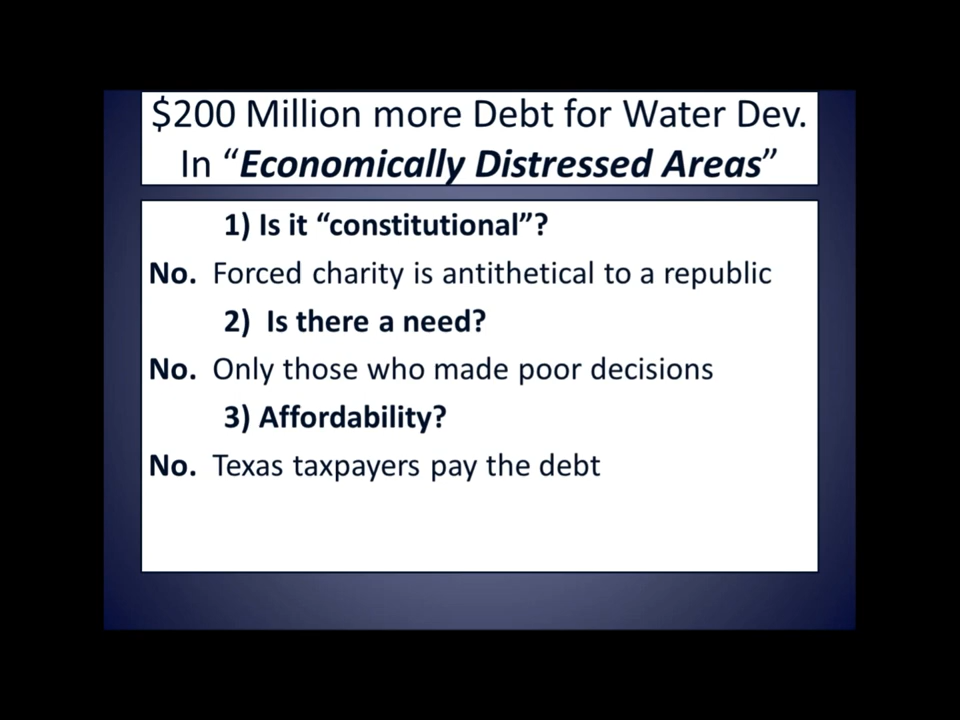 $200 Million more Debt for Water Dev.
In “Economically Distressed Areas”
1) Is it “constitutional”?
No. Forced charity is antithetical to a republic
2) Is there a need?
No. Only those who made poor decisions
3) Affordability?
No. Texas taxpayers pay the debt